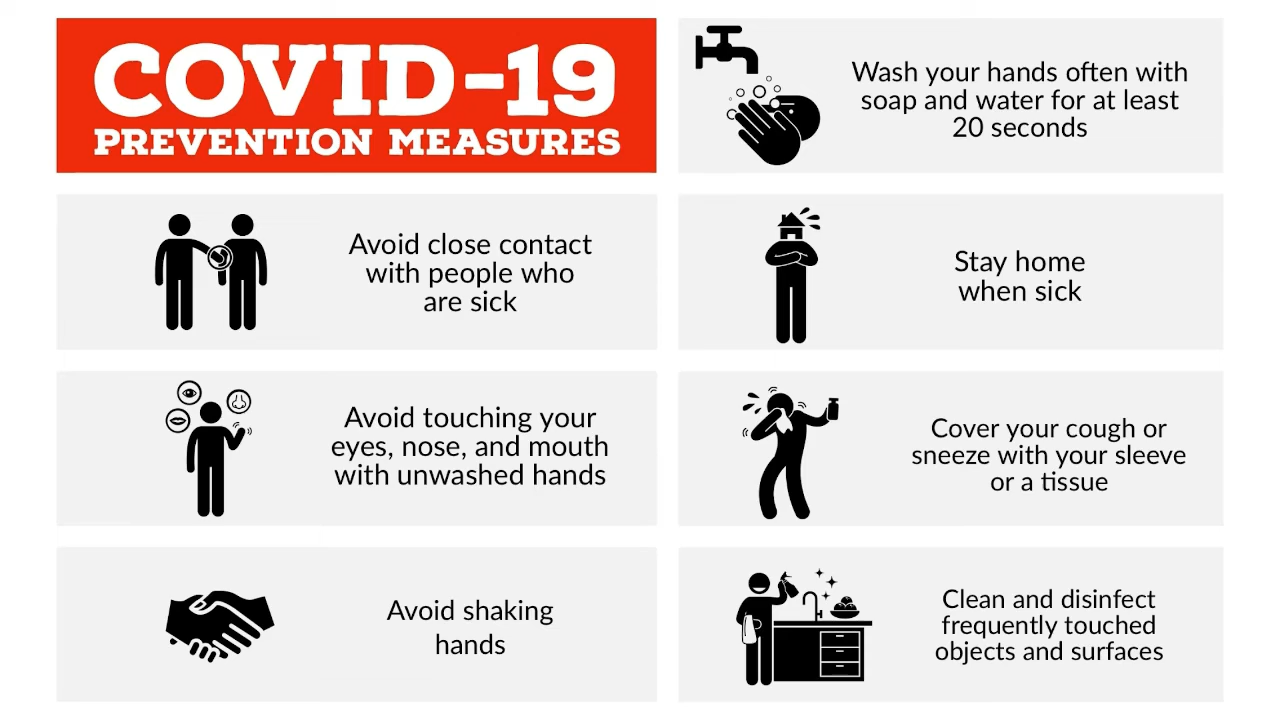 COVID-19
PREVENTION MEASURES
Wash your hands often with
soap and water for at least
20 seconds
Avoid close contact
with people who
are sick
Stay home
when sick
Avoid touching your
eyes, nose, and mouth
with unwashed hands
Cover your cough or
sneeze with your sleeve
or a tissue
Avoid shaking
hands
Clean and disinfect
frequently touched
objects and surfaces